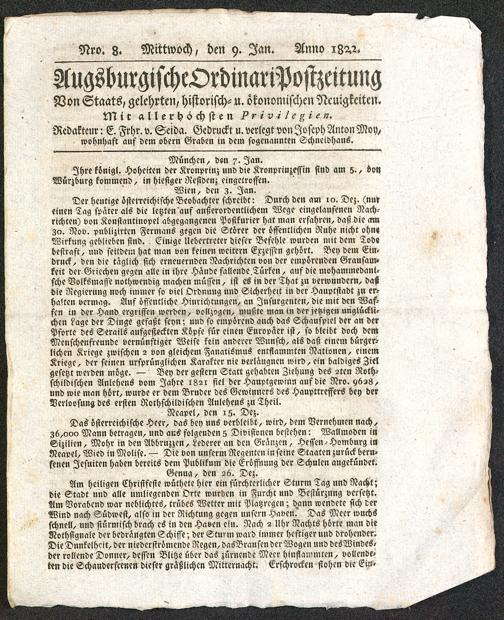 Nro. 8. Mittwoch, den 9. Jan. Anno 1822.
Augsburgische Ordinari Postzeitung
Von Staats, gelehrten, historisch- u. ökonomischen Neuigkeiten.
Mit allerhöchsten Privilegien.
Redakteur: E. Frhr. v. Seida. Gedruckt u. verlegt von Joseph Anton Moy,
wohnhaft auf dem obern Graben in dem sogenannten Schneidhaus.
München, den 7. Jan.
Ihre königl. Hoheiten der Kronprinz und die Kronprinzessin sind am 5., von
Würzburg kommend, in hiesiger Residenz eingetroffen.
Wien, den 3. Jan.
Der heutige österreichische Beobachter schreibt: Durch den am 10. Dez. (nur
einen Tag später als die letzten auf außerordentlichem Wege eingelaufenen Nach-
richten) von Konstantinopel abgegangenen Postkurier hat man erfahren, daß die am
30. Nov. publizirten Fermans gegen die Störer der öffentlichen Ruhe nicht ohne
Wirkung geblieben sind. Einige Uebertreter dieser Befehle wurden mit dem Tode
bestraft, und seitdem hat man von keinen weitern Erzessen gehört. Bey dem Ein-
druck, den die täglich sich erneuernden Nachrichten von der empörenden Grausam-
keit der Griechen gegen alle in ihre Hände fallende Türken, auf die mohammedani-
sche Volksmasse nothwendig machen müssen, ist es in der That zu verwundern, daß
die Regierung noch immer so viel Ordnung und Sicherheit in der Hauptstadt zu er-
halten vermag. Auf öffentliche Hinrichtungen, an Insurgenten, die mit den Waf-
fen in der Hand ergriffen werden, vollzogen, mußte man in der jetzigen unglückli-
chen Lage der Dinge gefaßt seyn; und so empörend auch das Schauspiel der an der
Pforte des Serails aufgesteckten Köpfe für einen Europäer ist, so bleibt doch dem
Menschenfreunde vernünftiger Weise kein anderer Wunsch, als daß einem bürger-
lichen Kriege zwischen 2 von gleichem Fanatismus entflammten Nationen, einem
Kriege, der seinen ursprünglichen Karakter nie verläugnen wird, ein baldiges Ziel
gesetzt werden möge. — Bey der gestern Statt gehabten Ziehung des 2ten Roth-
schildischen Anlehens vom Jahre 1821 fiel der Hauptgewinn auf die Nro. 9628,
und wie man hört, wurde er dem Bruder des Gewinners des Haupttreffers bey der
Verloosung des ersten Rothschildischen Anlehens zu Theil.
Neapel, den 15. Dez.
Das österreichische Heer, das bey uns verbleibt, wird, dem Vernehmen nach,
36,000 Mann betragen, und aus folgenden 5 Divisionen bestehen: Wallmoden in
Sizilien, Mohr in den Abbruzzen, Lederer an den Gränzen, Hessen-Homburg in
Neapel, Wied in Molise. — Die von unserm Regenten in seine Staaten zurück beru-
fenen Jesuiten haben bereits dem Publikum die Eröffnung der Schulen angekündet.
Genua, den 26. Dez.
Am heiligen Christfeste wüthete hier ein fürchterlicher Sturm Tag und Nacht;
die Stadt und alle umliegenden Orte wurden in Furcht und Bestürzung versetzt.
Am Vorabend war neblichtes, trübes Wetter mit Platzregen; dann wendete sich der
Wind nach Südwest, also in der Richtung gegen unsern Haven. Das Meer wuchs
schnell, und stürmisch brach es in den Haven ein. Nach 2 Uhr Nachts hörte man die
Nothsignale der bedrängten Schiffe; der Sturm ward immer heftiger und drohender.
Die Dunkelheit, der niederströmende Regen, das Brausen der Wogen und des Windes,
der rollende Donner, dessen Blitze über das zürnende Meer hinflammten, vollende-
ten die Schauderscenen dieser gräßlichen Mitternacht. Erschrocken flohen die Ein-